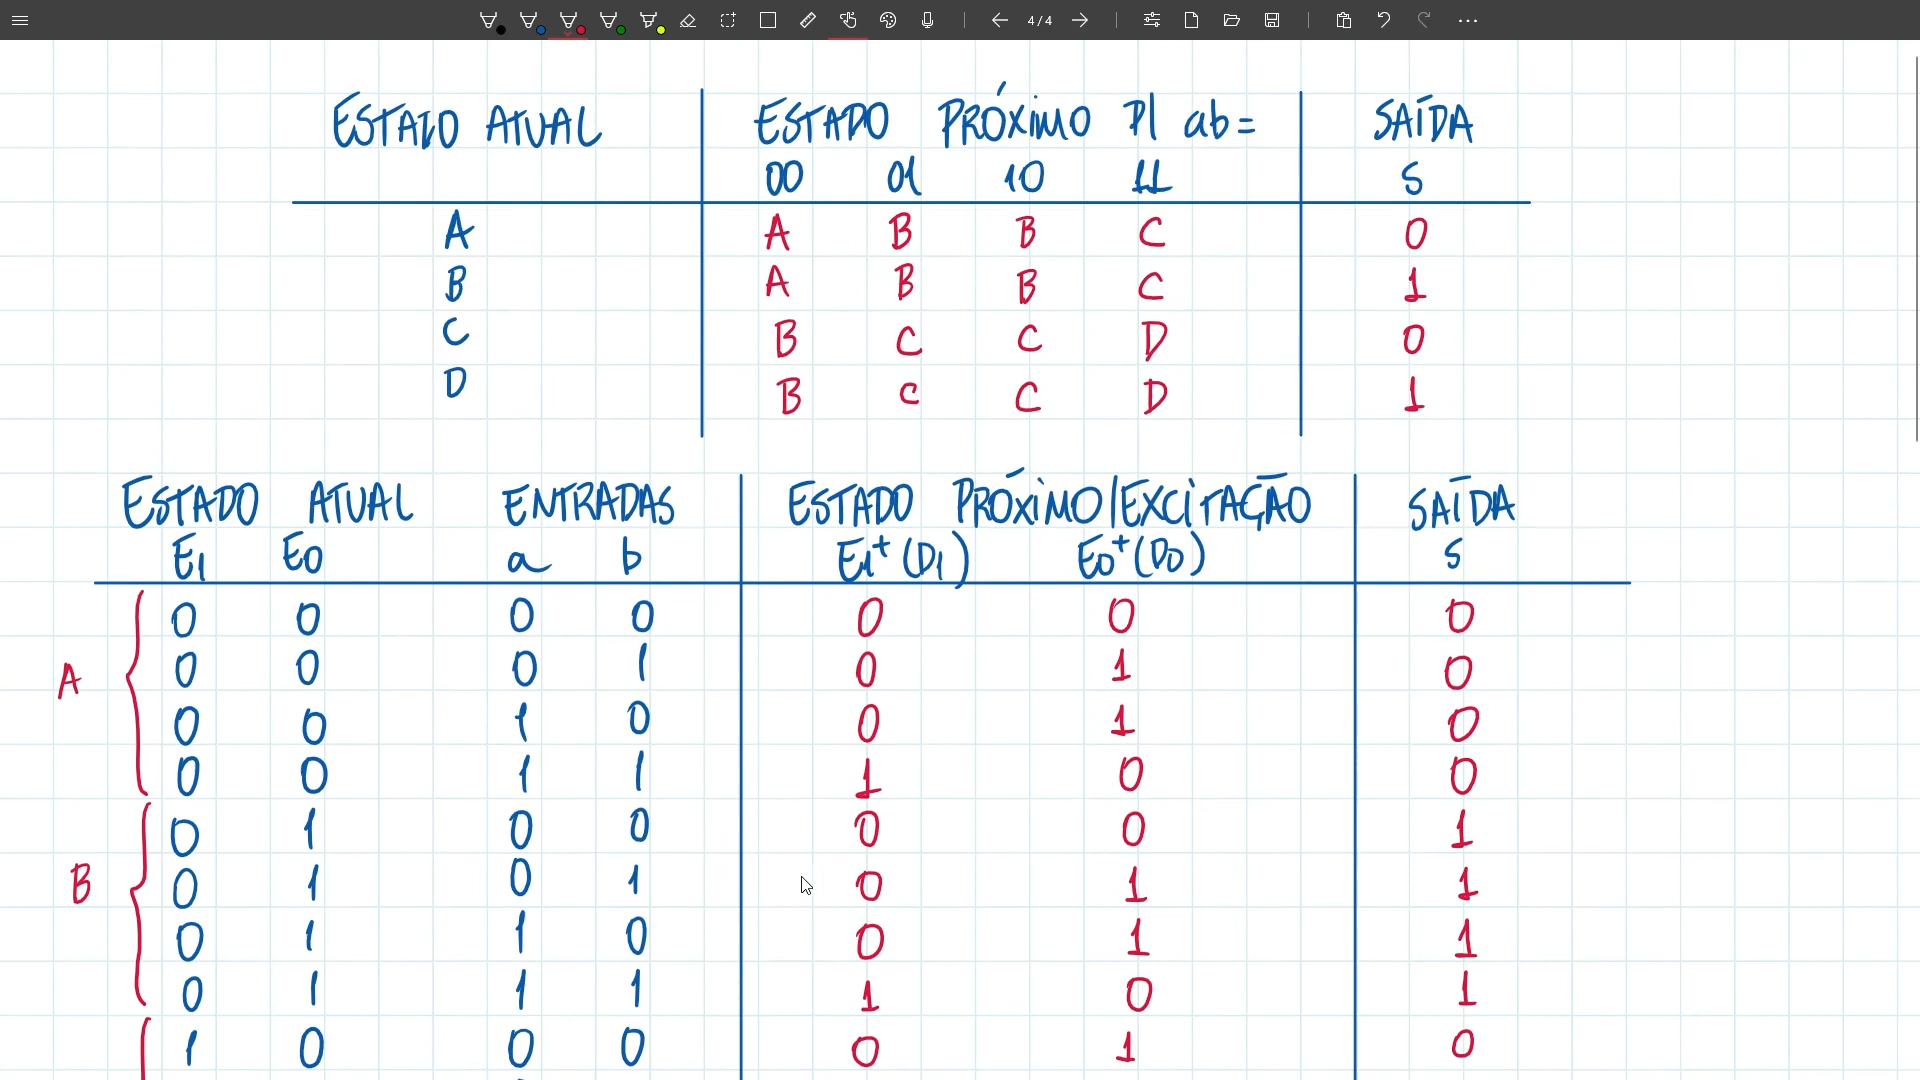 4/4
ESTADO ATUAL ESTADO PRÓXIMO P/ ab= SAÍDA
00 01 10 11 S
A A B B C 0
B A B B C 1
C B C C D 0
D B C C D 1
ESTADO ATUAL ENTRADAS ESTADO PRÓXIMO/EXCITAÇÃO SAÍDA
E1 E0 a b E1+(D1) E0+(D0) S
0 0 0 0 0 0 0
0 0 0 1 0 1 0
A
0 0 1 0 0 1 0
0 0 1 1 1 0 0
0 1 0 0 0 0 1
B 0 1 0 1 0 1 1
0 1 1 0 0 1 1
0 1 1 1 1 0 1
1 0 0 0 0 1 0